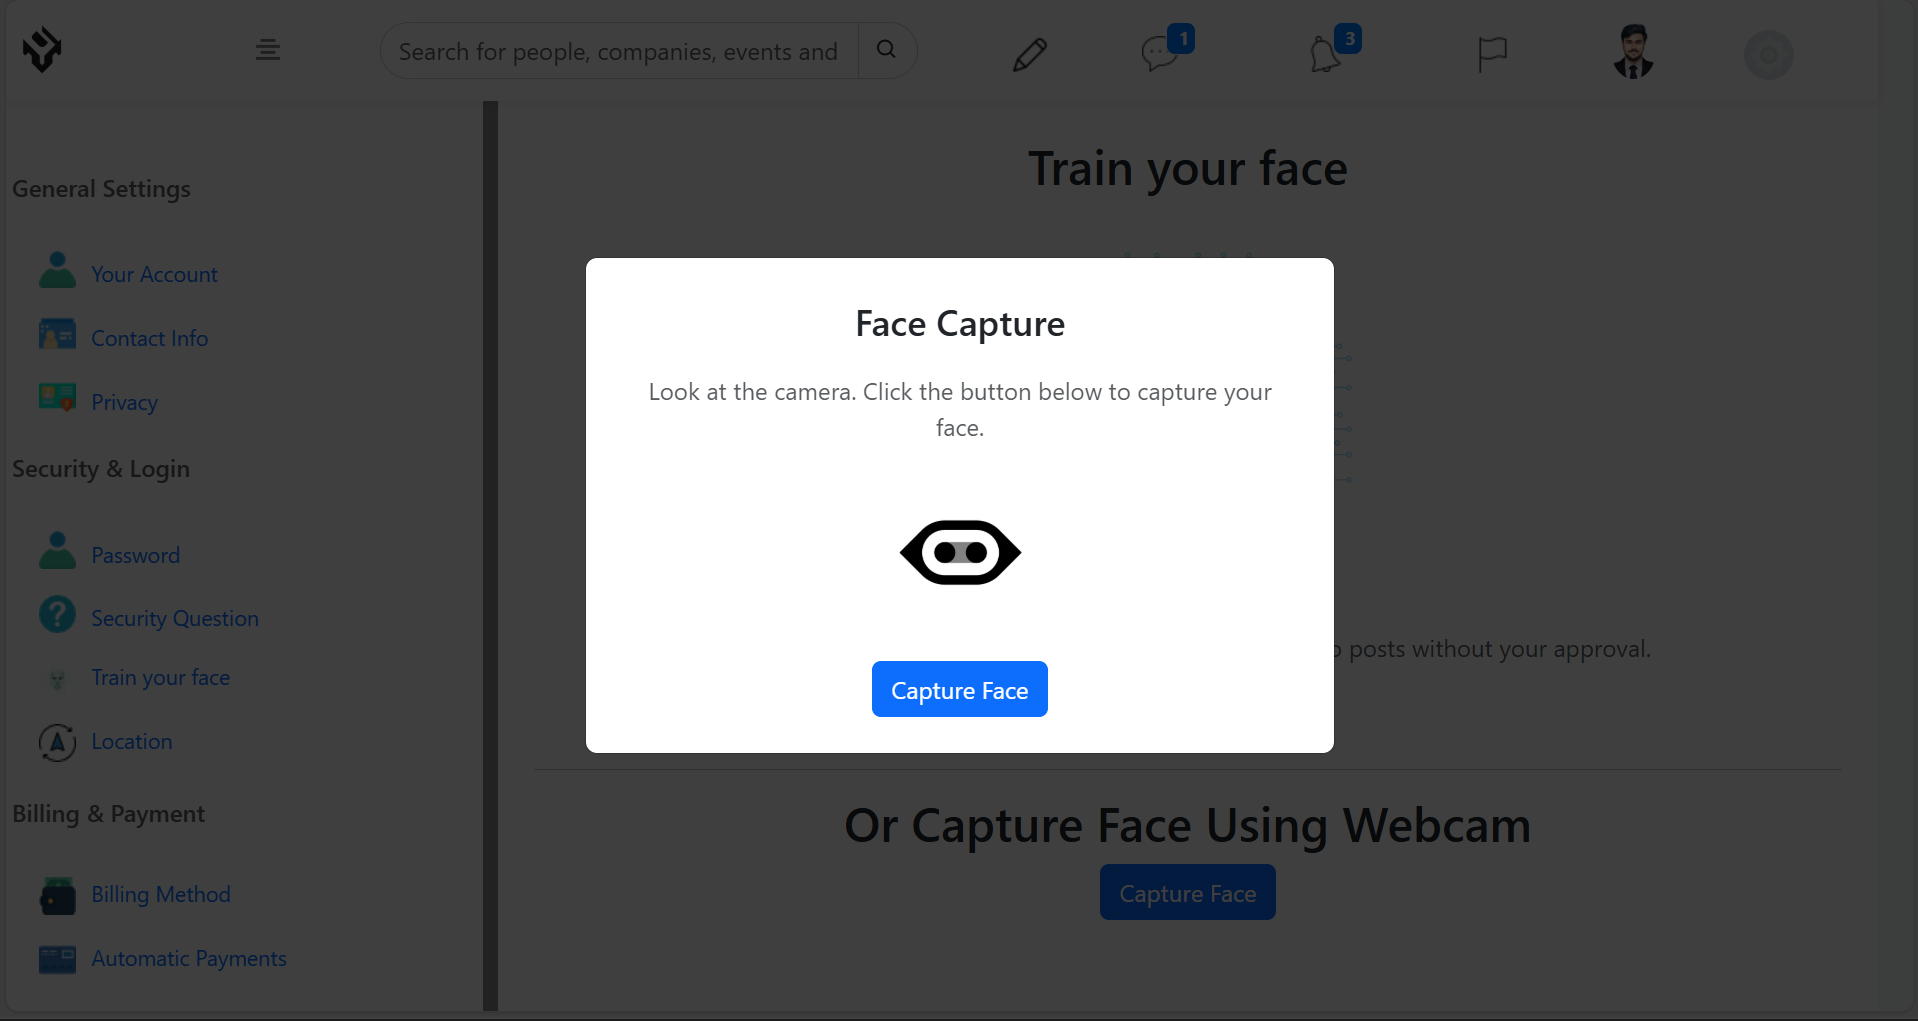 Search for people, companies, events and
1
3
General Settings
Your Account
Contact Info
Privacy
Security & Login
Password
Security Question
Train your face
Location
Billing & Payment
Billing Method
Automatic Payments
Train your face
posts without your approval.
Or Capture Face Using Webcam
Capture Face
Face Capture
Look at the camera. Click the button below to capture your
face.
Capture Face